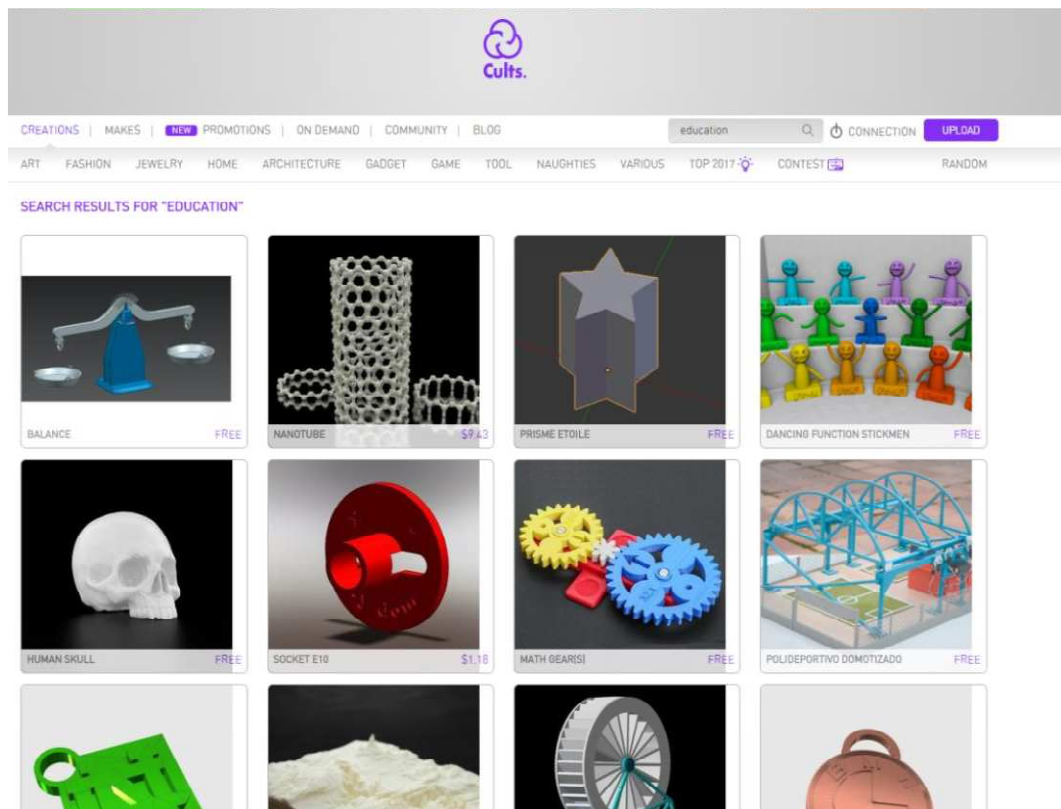 Cults.
CREATIONS | MAKES | NEW PROMOTIONS | ON DEMAND | COMMUNITY | BLOG education CONNECTION UPLOAD
ART FASHION JEWELRY HOME ARCHITECTURE GADGET GAME TOOL NAUGHTIES VARIOUS TOP 2017 CONTEST RANDOM
SEARCH RESULTS FOR "EDUCATION"
BALANCE FREE NANOTUBE $9.43 PRISME ETOILE FREE DANCING FUNCTION STICKMEN FREE
HUMAN SKULL FREE SOCKET E10 $1.18 MATH GEAR(S) FREE POLIDEPORTIVO DOMOTIZADO FREE